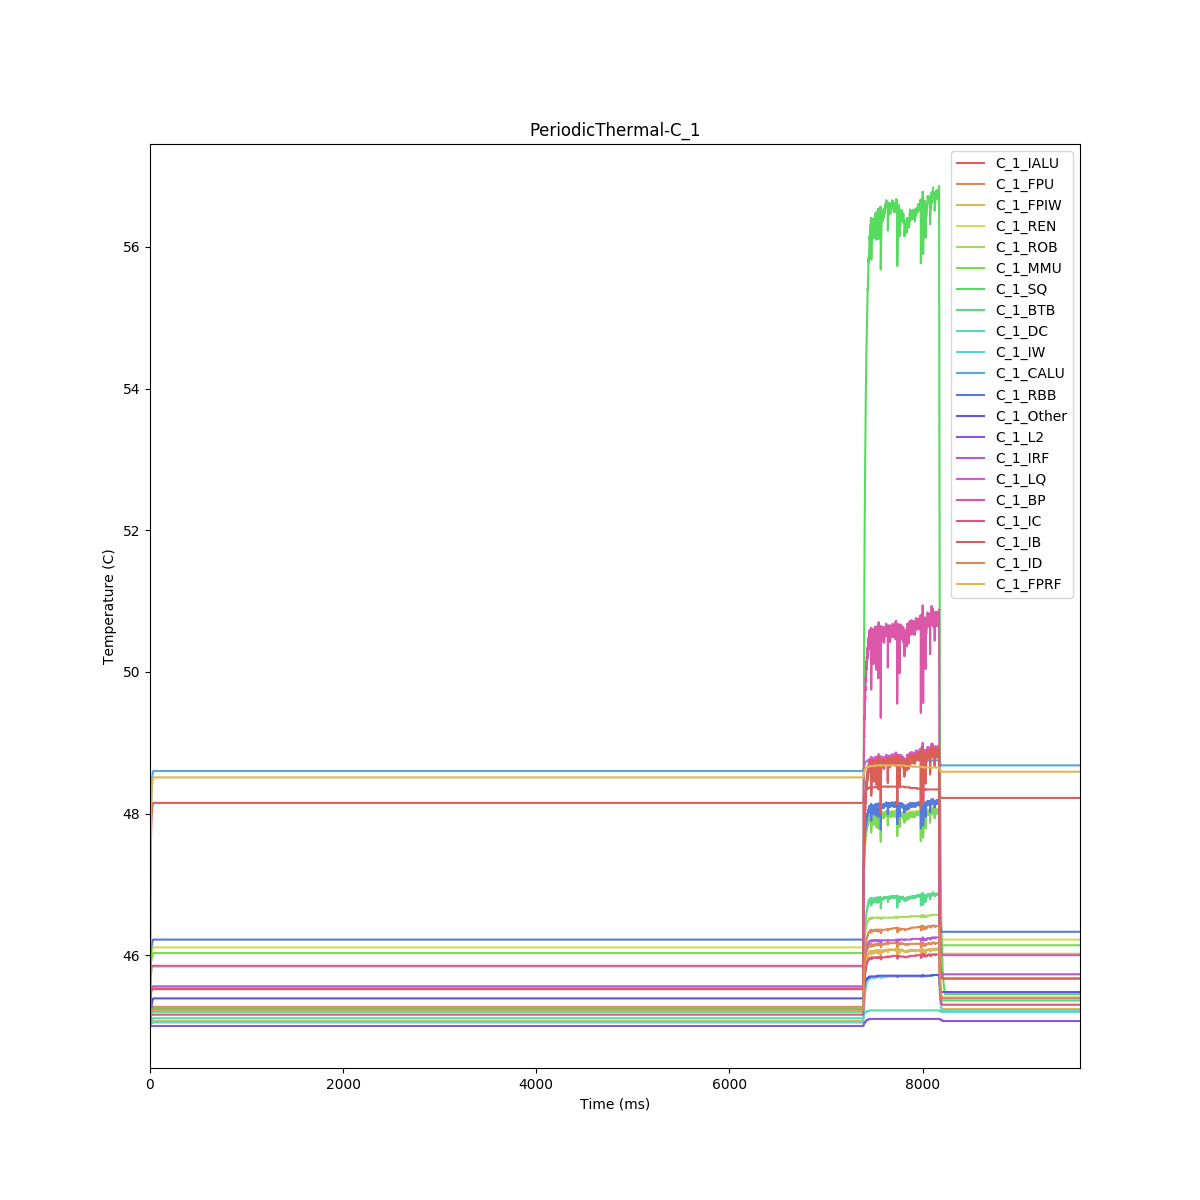 PeriodicThermal-C_1
C_1_IALU
C_1_FPU
C_1_FPIW
C_1_REN
C_1_ROB
C_1_MMU
C_1_SQ
C_1_BTB
C_1_DC
C_1_IW
C_1_CALU
C_1_RBB
C_1_Other
C_1_L2
C_1_IRF
C_1_LQ
C_1_BP
C_1_IC
C_1_IB
C_1_ID
C_1_FPRF
Temperature (C)
56
54
52
50
48
46
0 2000 4000 6000 8000
Time (ms)